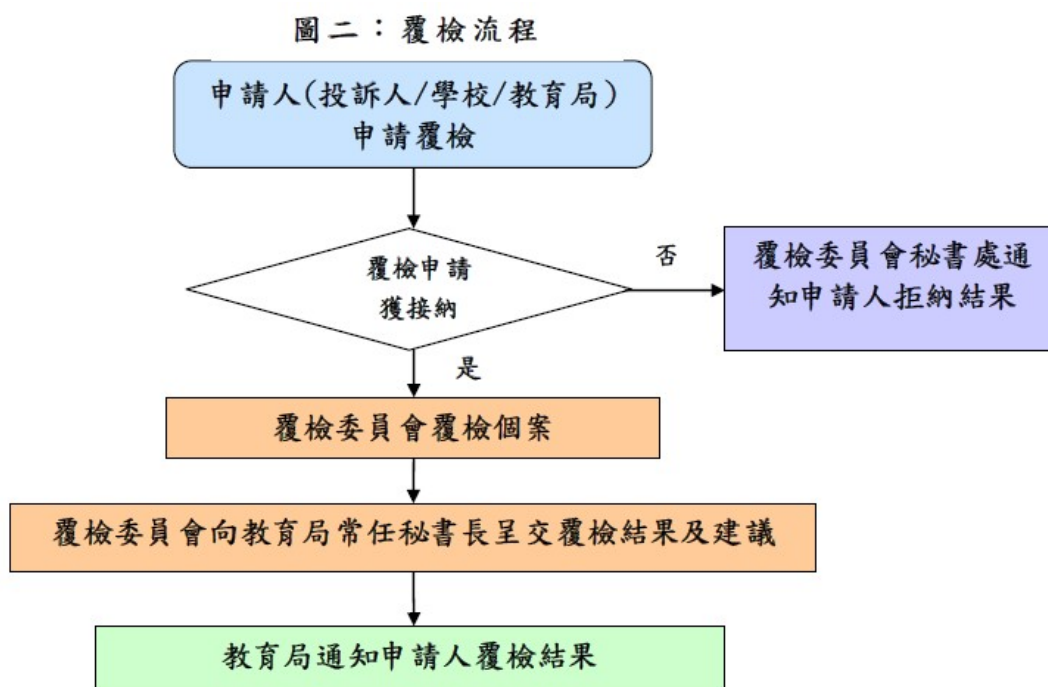 圖二：覆檢流程
申請人(投訴人/學校/教育局)
申請覆檢
覆檢申請
獲接納
否
覆檢委員會秘書處通
知申請人拒納結果
是
覆檢委員會覆檢個案
覆檢委員會向教育局常任秘書長呈交覆檢結果及建議
教育局通知申請人覆檢結果